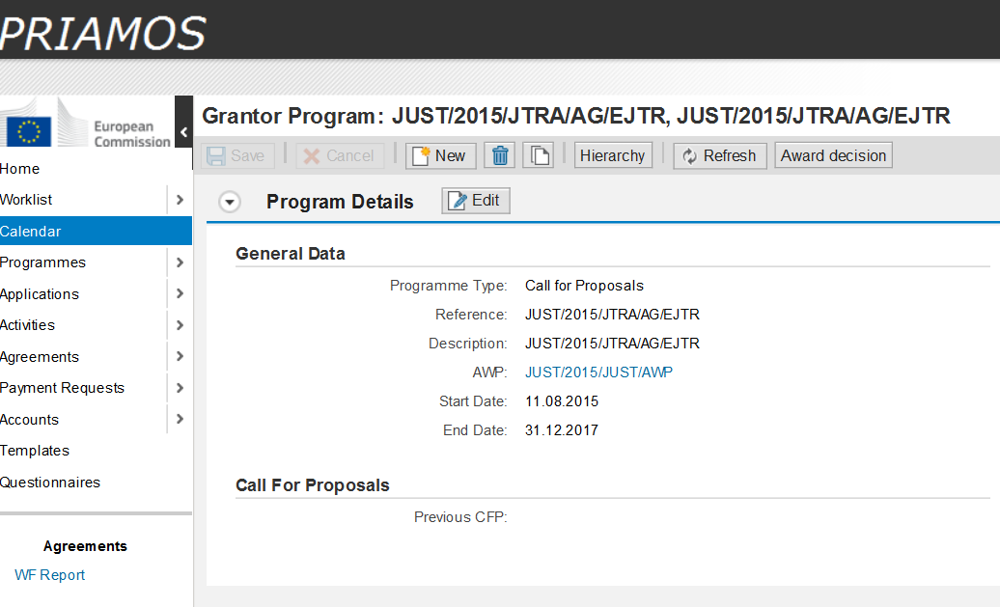 PRIAMOS
European
Commission
Grantor Program: JUST/2015/JTRA/AG/EJTR, JUST/2015/JTRA/AG/EJTR
Save Cancel New Hierarchy Refresh Award decision
Home
Worklist
Calendar
Programmes
Applications
Activities
Agreements
Payment Requests
Accounts
Templates
Questionnaires
Agreements
WF Report
Program Details Edit
General Data
Programme Type: Call for Proposals
Reference: JUST/2015/JTRA/AG/EJTR
Description: JUST/2015/JTRA/AG/EJTR
AWP: JUST/2015/JUST/AWP
Start Date: 11.08.2015
End Date: 31.12.2017
Call For Proposals
Previous CFP: